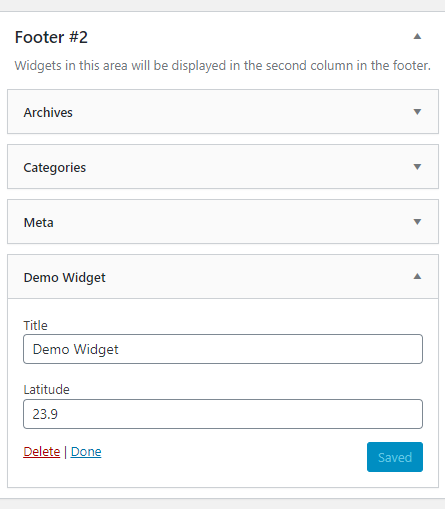 Footer #2
Widgets in this area will be displayed in the second column in the footer.
Archives
Categories
Meta
Demo Widget
Title
Demo Widget
Latitude
23.9
Delete | Done
Saved